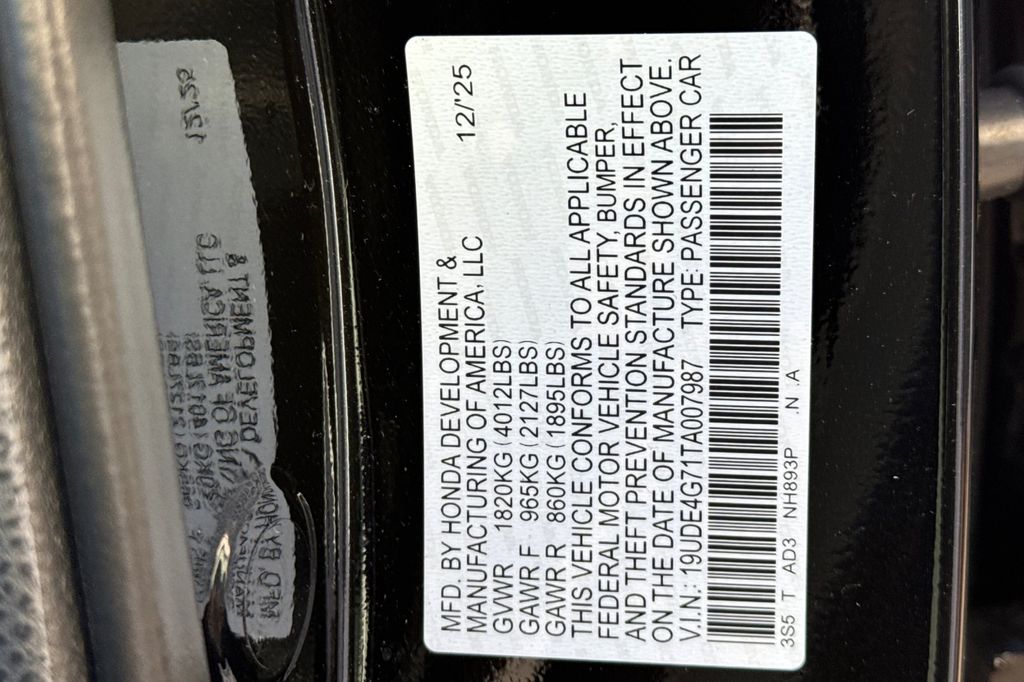 MFD. BY HONDA DEVELOPMENT &
MANUFACTURING OF AMERICA, LLC 12/'25
GVWR 1820KG (4012LBS)
GAWR F 965KG (2127LBS)
GAWR R 860KG (1895LBS)
THIS VEHICLE CONFORMS TO ALL APPLICABLE
FEDERAL MOTOR VEHICLE SAFETY, BUMPER,
AND THEFT PREVENTION STANDARDS IN EFFECT
ON THE DATE OF MANUFACTURE SHOWN ABOVE.
V.I.N.: 19UDE4G71TA007987 TYPE: PASSENGER CAR
3S5 T AD3 NH893P .N .A